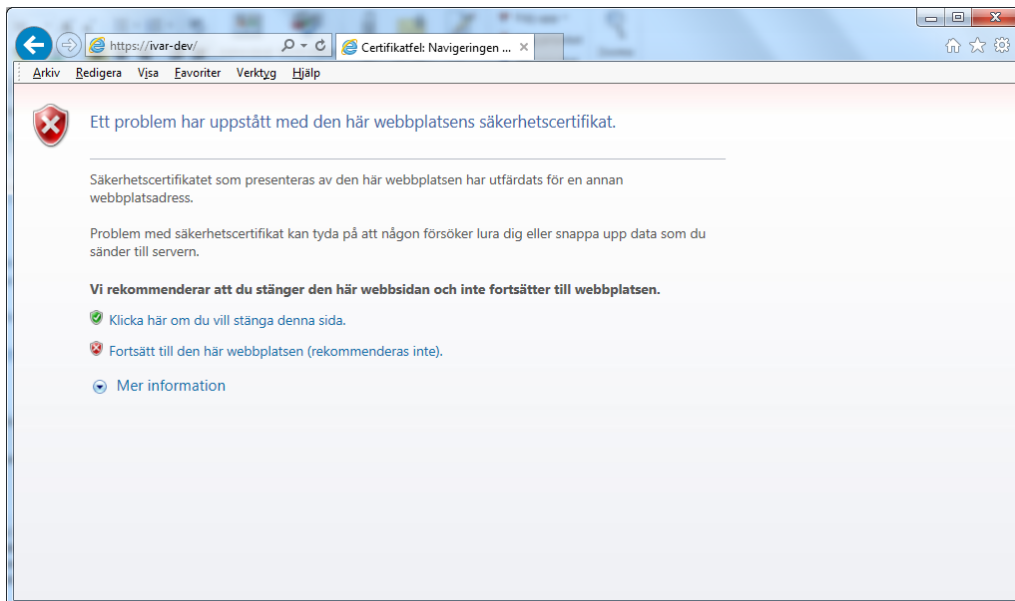 https://ivar-dev/
Certifikatfel: Navigeringen ...
Arkiv Redigera Visa Favoriter Verktyg Hjälp
Ett problem har uppstått med den här webbplatsens säkerhetscertifikat.
Säkerhetscertifikatet som presenteras av den här webbplatsen har utfärdats för en annan
webbplatsadress.
Problem med säkerhetscertifikat kan tyda på att någon försöker lura dig eller snappa upp data som du
sänder till servern.
Vi rekommenderar att du stänger den här webbsidan och inte fortsätter till webbplatsen.
Klicka här om du vill stänga denna sida.
Fortsätt till den här webbplatsen (rekommenderas inte).
Mer information